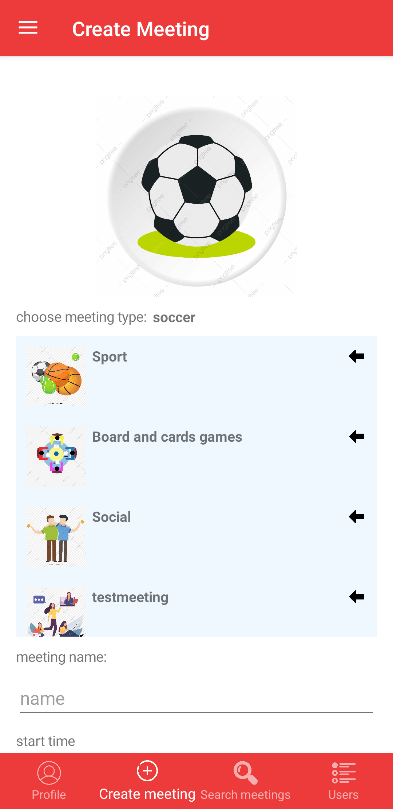 Create Meeting
choose meeting type: soccer
Sport
Board and cards games
Social
testmeeting
meeting name:
name
start time
Profile
Create meeting
Search meetings
Users